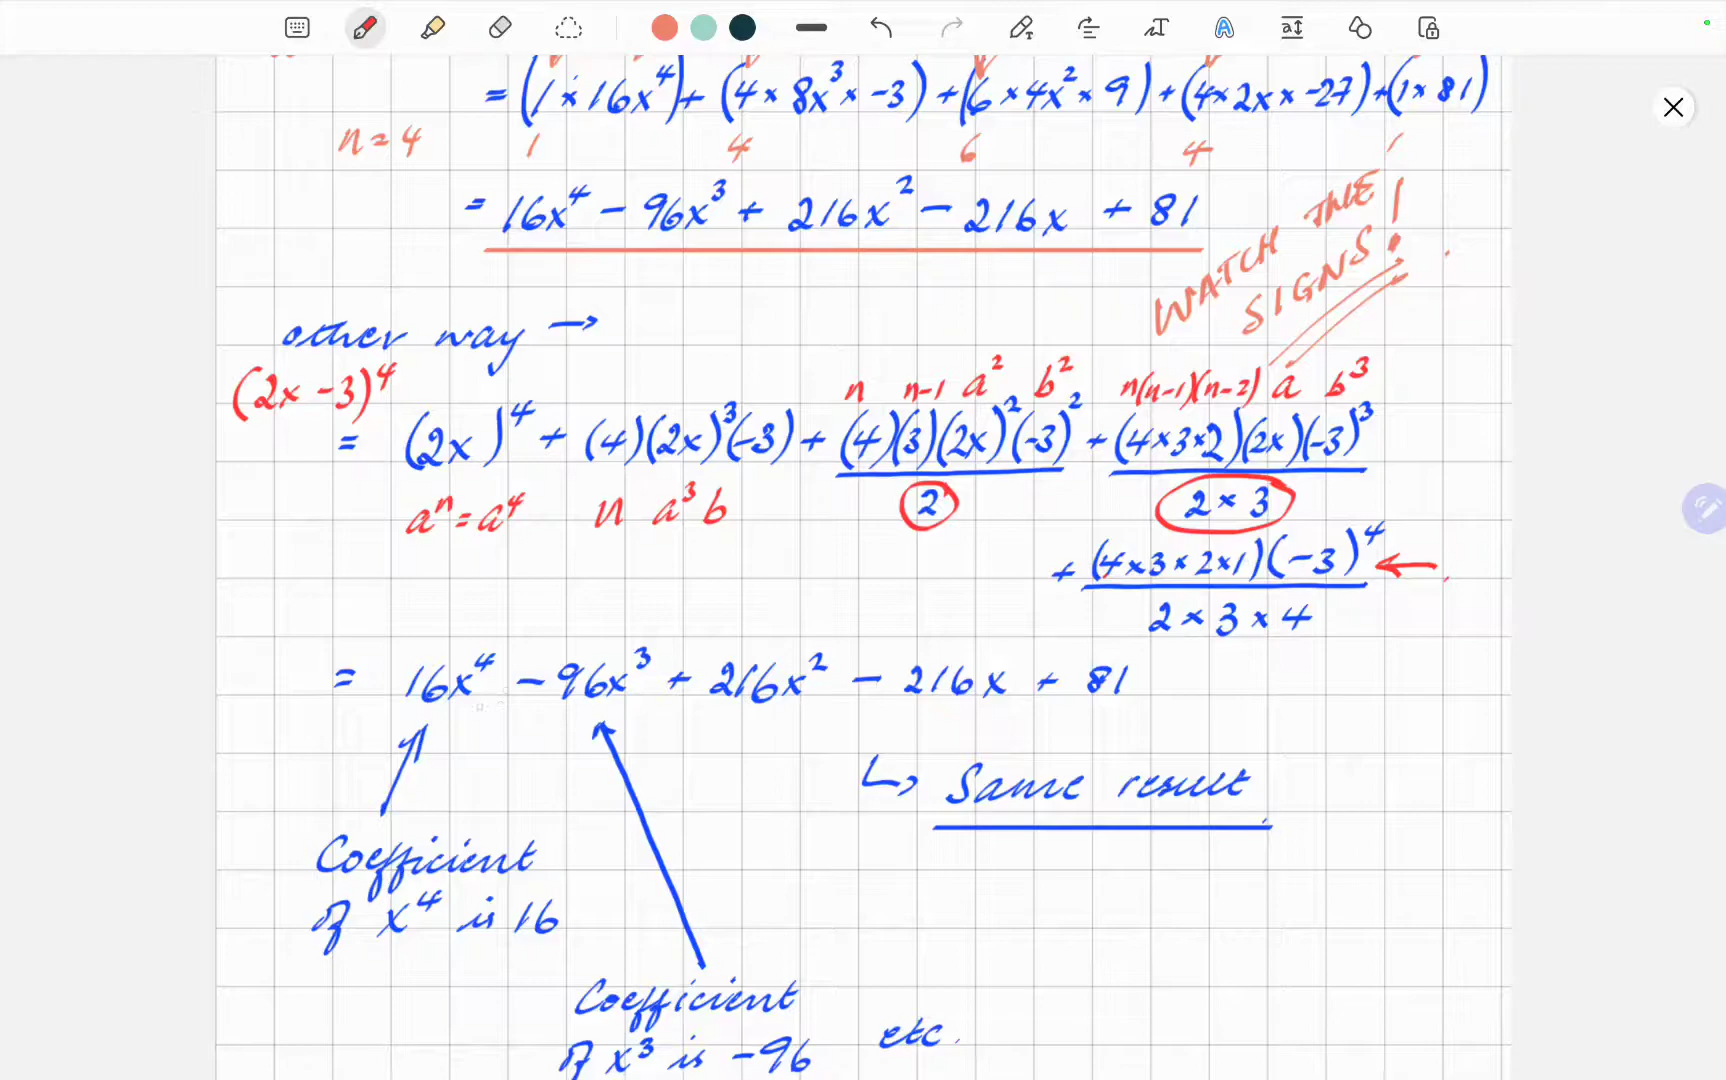 = (1 × 16x⁴) + (4 × 8x³ × -3) + (6 × 4x² × 9) + (4 × 2x × -27) + (1 × 81)
n = 4 1 4 6 4 1
= 16x⁴ - 96x³ + 216x² - 216x + 81
WATCH THE
SIGNS!
other way →
(2x - 3)⁴
n n-1 a² b² n(n-1)(n-2) a b³
= (2x)⁴ + (4)(2x)³(-3) + (4)(3)(2x)²(-3)² + (4×3×2)(2x)(-3)³
aⁿ = a⁴ n a³b 2 2 × 3
+ (4×3×2×1)(-3)⁴ ←
2 × 3 × 4
= 16x⁴ - 96x³ + 216x² - 216x + 81
↳ Same result
Coefficient
of x⁴ is 16
Coefficient
of x³ is -96 etc.